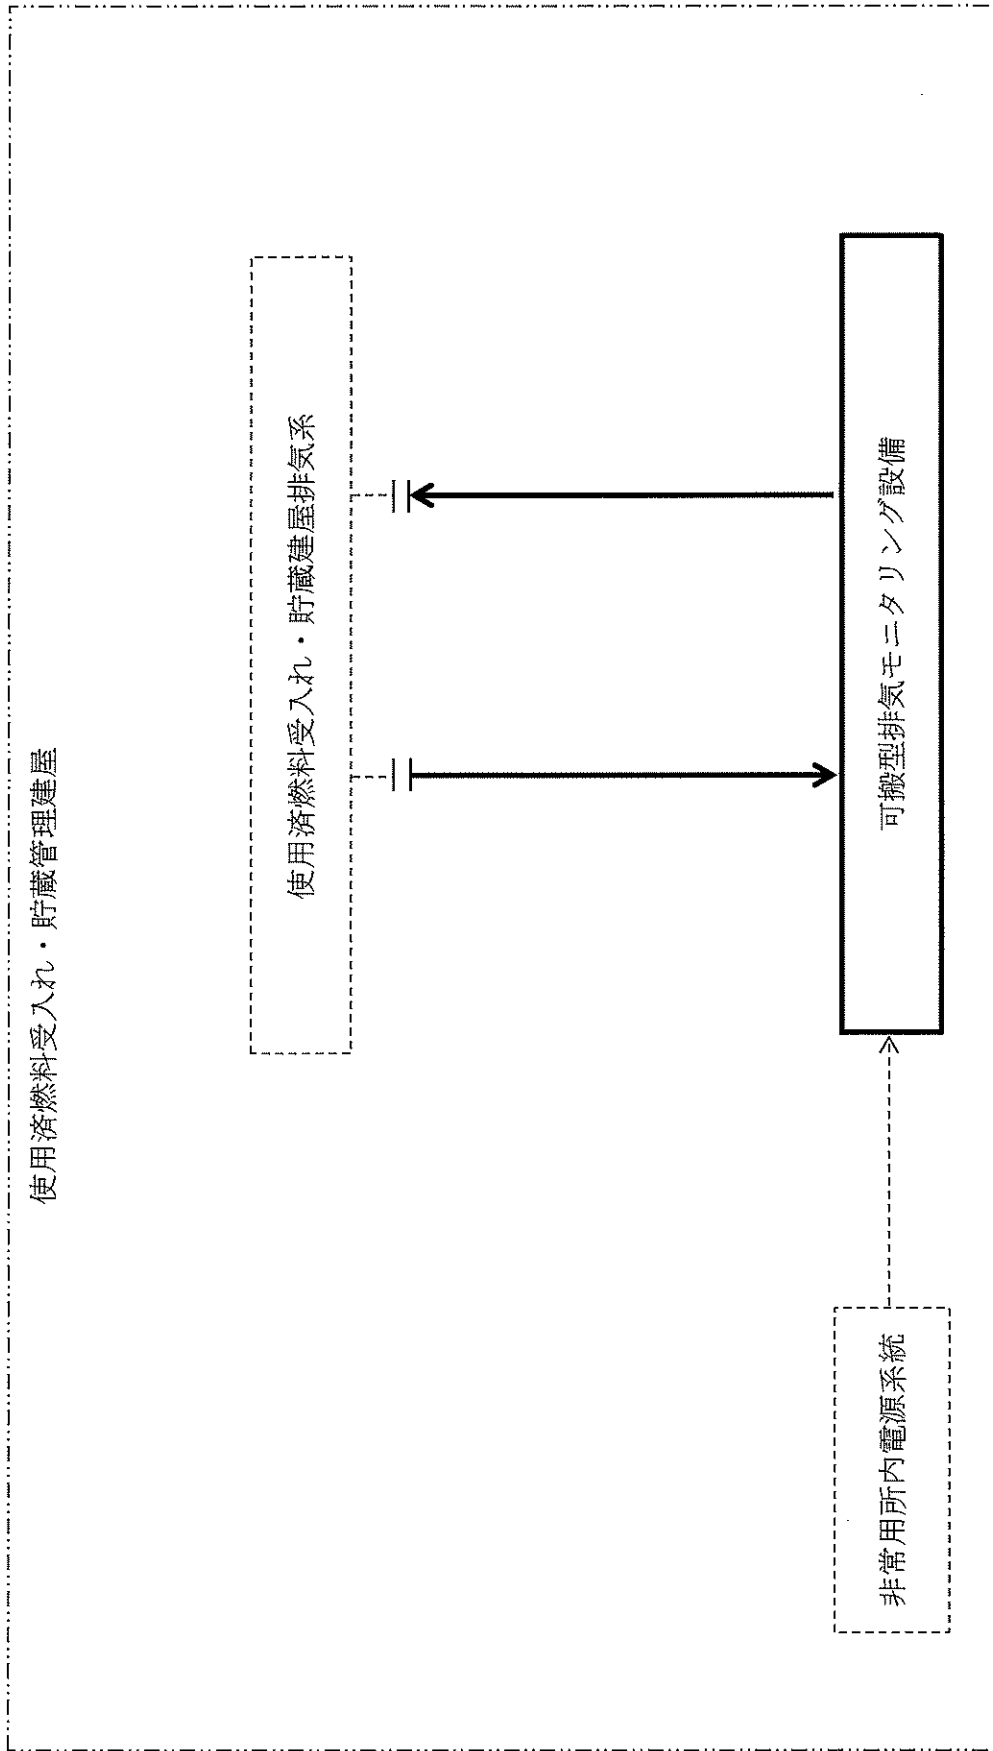 使用済燃料受入れ・貯蔵管理建屋
使用済燃料受入れ・貯蔵建屋排気系
可搬型排気モニタリング設備
非常用所内電源系統